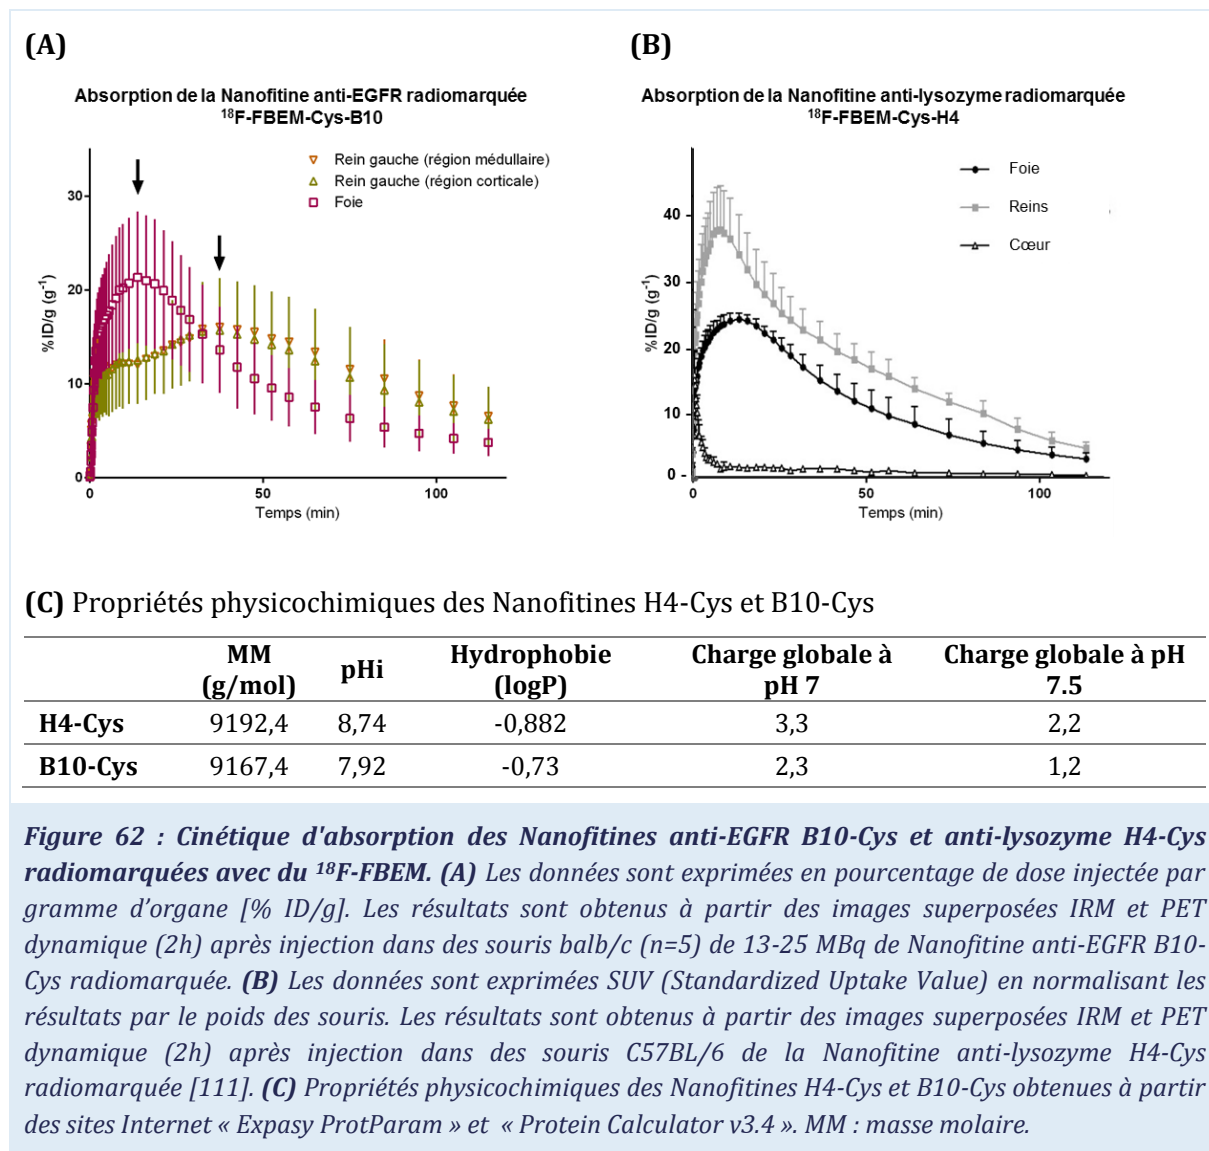 (A)
Absorption de la Nanofitine anti-EGFR radiomarquée
¹⁸F-FBEM-Cys-B10
Rein gauche (région médullaire)
Rein gauche (région corticale)
Foie
30
20
10
0
%ID/g (g⁻¹)
0
50
100
Temps (min)
(B)
Absorption de la Nanofitine anti-lysozyme radiomarquée
¹⁸F-FBEM-Cys-H4
Foie
Reins
Cœur
40
30
20
10
0
%ID/g (g⁻¹)
0
50
100
Temps (min)
(C) Propriétés physicochimiques des Nanofitines H4-Cys et B10-Cys
MM (g/mol) pHi Hydrophobie (logP) Charge globale à pH 7 Charge globale à pH 7.5
H4-Cys 9192,4 8,74 -0,882 3,3 2,2
B10-Cys 9167,4 7,92 -0,73 2,3 1,2
Figure 62 : Cinétique d'absorption des Nanofitines anti-EGFR B10-Cys et anti-lysozyme H4-Cys
radiomarquées avec du ¹⁸F-FBEM. (A) Les données sont exprimées en pourcentage de dose injectée par
gramme d’organe [% ID/g]. Les résultats sont obtenus à partir des images superposées IRM et PET
dynamique (2h) après injection dans des souris balb/c (n=5) de 13-25 MBq de Nanofitine anti-EGFR B10-
Cys radiomarquée. (B) Les données sont exprimées SUV (Standardized Uptake Value) en normalisant les
résultats par le poids des souris. Les résultats sont obtenus à partir des images superposées IRM et PET
dynamique (2h) après injection dans des souris C57BL/6 de la Nanofitine anti-lysozyme H4-Cys
radiomarquée [111]. (C) Propriétés physicochimiques des Nanofitines H4-Cys et B10-Cys obtenues à partir
des sites Internet « Expasy ProtParam » et « Protein Calculator v3.4 ». MM : masse molaire.